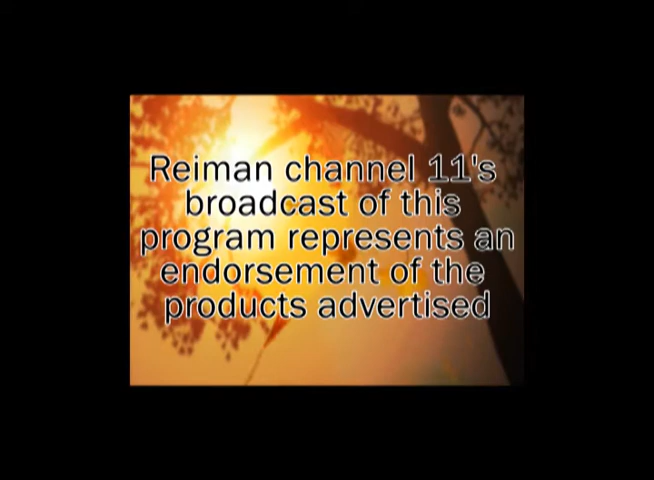 Reiman channel 11's
broadcast of this
program represents an
endorsement of the
products advertised